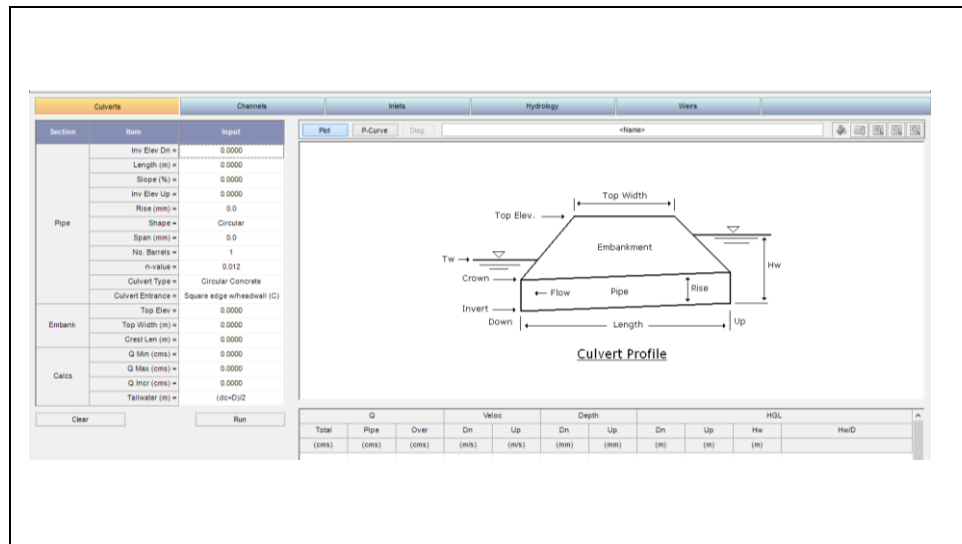 Culverts Channels Inlets Hydrology Weirs
Section Item Input
Pipe
Inv Elev Dn = 0.0000
Length (m) = 0.0000
Slope (%) = 0.0000
Inv Elev Up = 0.0000
Rise (mm) = 0.0
Shape = Circular
Span (mm) = 0.0
No. Barrels = 1
n-value = 0.012
Culvert Type = Circular Concrete
Culvert Entrance = Square edge w/headwall (C)
Embank
Top Elev = 0.0000
Top Width (m) = 0.0000
Crest Len (m) = 0.0000
Calcs
Q Min (cms) = 0.0000
Q Max (cms) = 0.0000
Q Incr (cms) = 0.0000
Tailwater (m) = (dc+D)/2
Clear Run
Plot P-Curve Diag. <Name>
Top Width
Top Elev.
Embankment
Tw
Hw
Crown
Flow Pipe Rise
Invert
Down Length Up
Culvert Profile
Q Veloc Depth HGL
Total Pipe Over Dn Up Dn Up Dn Up Hw Hw/D
(cms) (cms) (cms) (m/s) (m/s) (mm) (mm) (m) (m) (m)